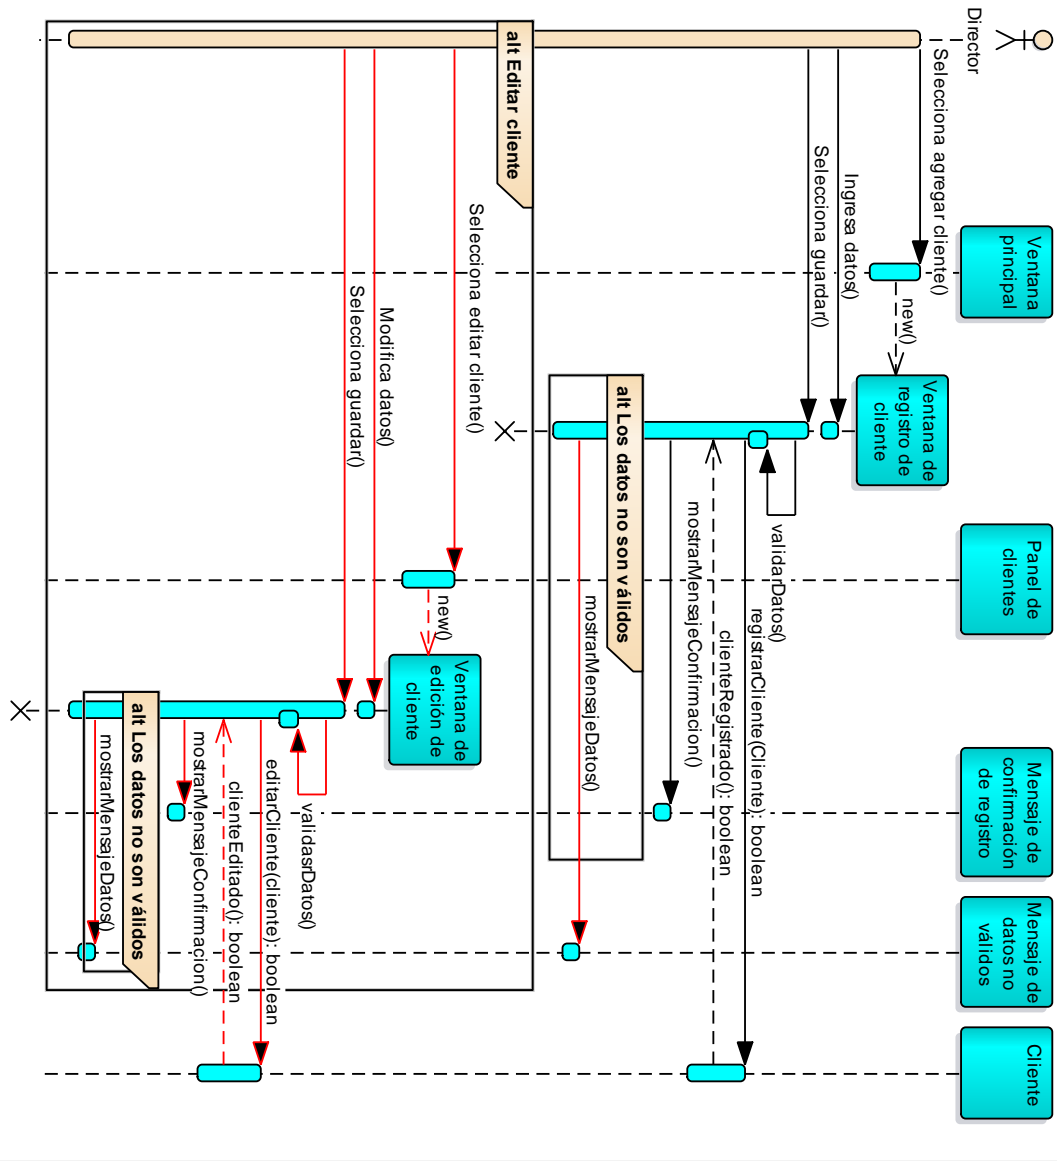 Director
Ventana
principal
Panel de
clientes
Mensaje de
confirmación
de registro
Mensaje de
datos no
válidos
Cliente
Selecciona agregar cliente()
new()
Ventana de
registro de
cliente
Ingresa datos()
Selecciona guardar()
validarDatos()
registrarCliente(Cliente): boolean
clienteRegistrado(): boolean
mostrarMensajeConfirmacion()
alt Los datos no son válidos
mostrarMensajeDatos()
alt Editar cliente
Selecciona editar cliente()
new()
Ventana de
edición de
cliente
Modifica datos()
Selecciona guardar()
validasrDatos()
editarCliente(cliente): boolean
clienteEditado(): boolean
mostrarMensajeConfirmacion()
alt Los datos no son válidos
mostrarMensajeDatos()